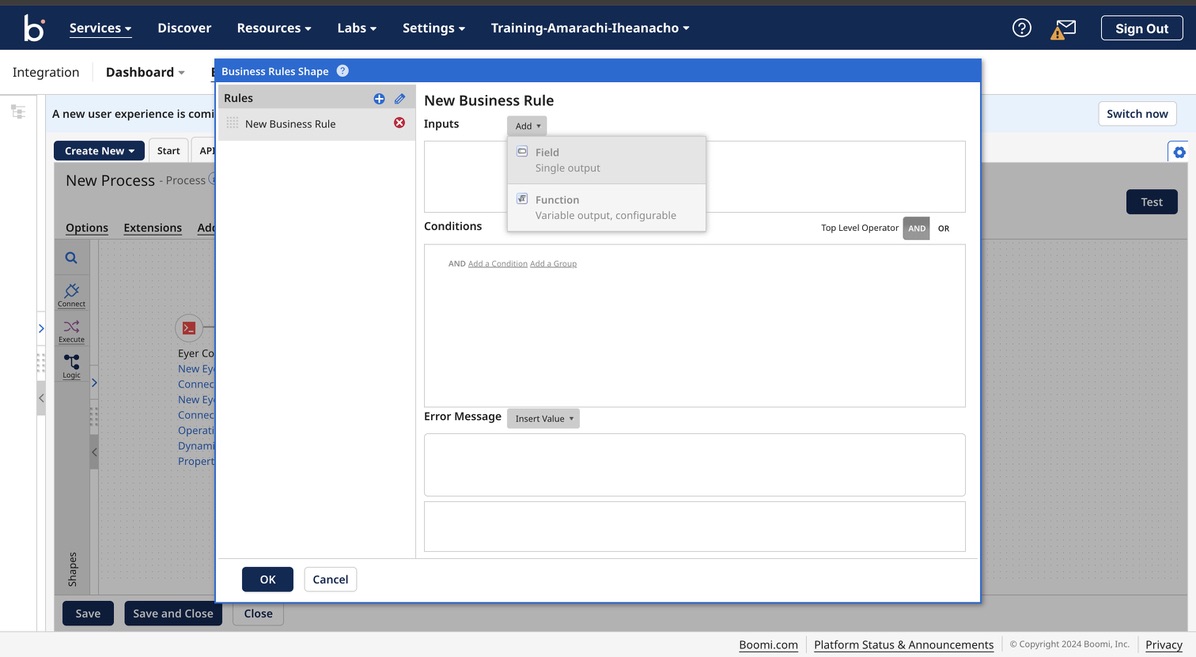 b
Services
Discover
Resources
Labs
Settings
Training-Amarachi-Iheanacho
Sign Out
Integration
Dashboard
A new user experience is comi
Switch now
Business Rules Shape
Rules
New Business Rule
New Business Rule
Inputs
Add
Field
Single output
Function
Variable output, configurable
Conditions
Top Level Operator
AND
OR
AND Add a Condition Add a Group
Error Message
Insert Value
OK
Cancel
Create New
Start
API
New Process - Process
Test
Options
Extensions
Add
Connect
Execute
Logic
Shapes
Eyer Co
New Eye
Connec
New Eye
Connec
Operati
Dynami
Propert
Save
Save and Close
Close
Boomi.com
Platform Status & Announcements
© Copyright 2024 Boomi, Inc.
Privacy